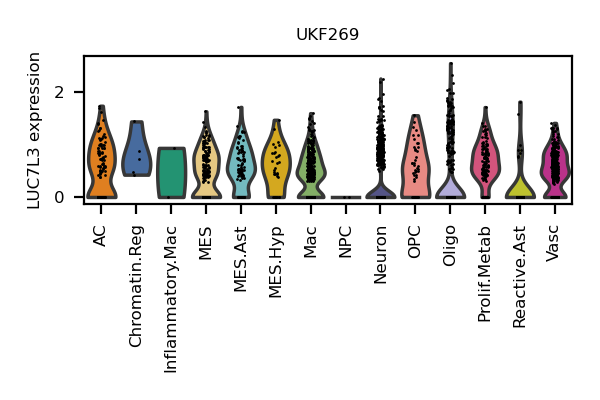 UKF269
LUC7L3 expression
2
0
AC
Chromatin.Reg
Inflammatory.Mac
MES
MES.Ast
MES.Hyp
Mac
NPC
Neuron
OPC
Oligo
Prolif.Metab
Reactive.Ast
Vasc